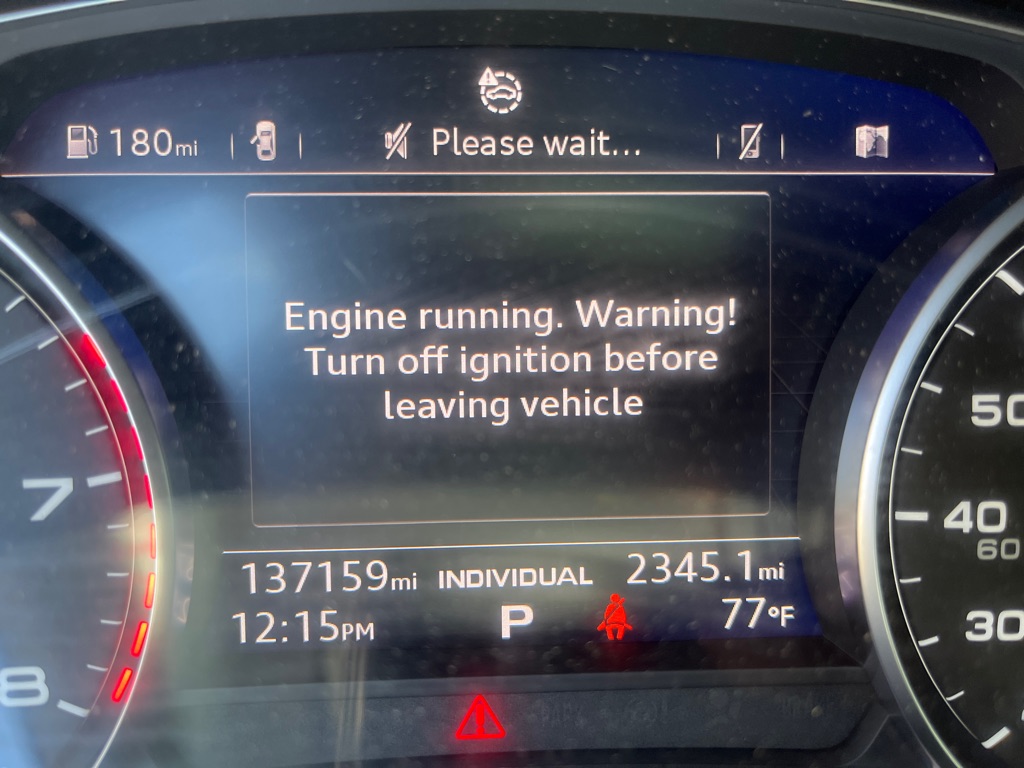 180mi
Please wait...
Engine running. Warning!
Turn off ignition before
leaving vehicle
137159mi INDIVIDUAL 2345.1mi
12:15PM P 77°F
7
8
50
40
60
30